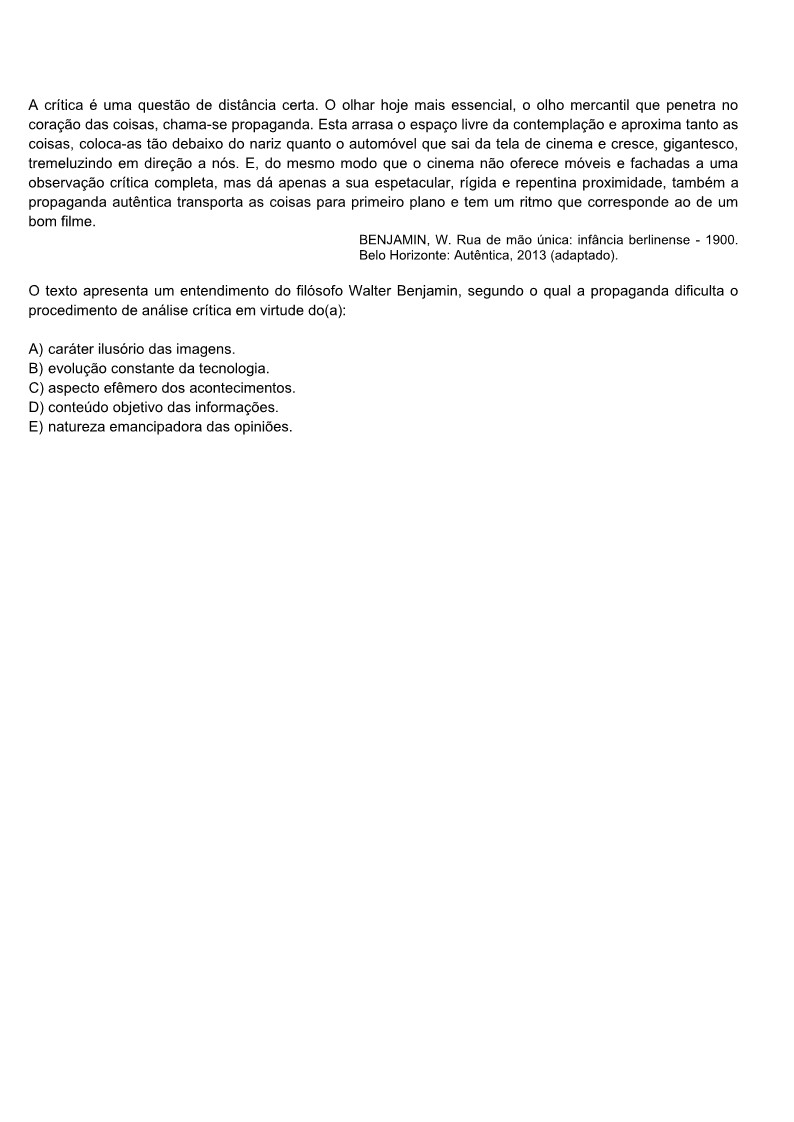 A crítica é uma questão de distância certa. O olhar hoje mais essencial, o olho mercantil que penetra no
coração das coisas, chama-se propaganda. Esta arrasa o espaço livre da contemplação e aproxima tanto as
coisas, coloca-as tão debaixo do nariz quanto o automóvel que sai da tela de cinema e cresce, gigantesco,
tremeluzindo em direção a nós. E, do mesmo modo que o cinema não oferece móveis e fachadas a uma
observação crítica completa, mas dá apenas a sua espetacular, rígida e repentina proximidade, também a
propaganda autêntica transporta as coisas para primeiro plano e tem um ritmo que corresponde ao de um
bom filme.
BENJAMIN, W. Rua de mão única: infância berlinense - 1900.
Belo Horizonte: Autêntica, 2013 (adaptado).
O texto apresenta um entendimento do filósofo Walter Benjamin, segundo o qual a propaganda dificulta o
procedimento de análise crítica em virtude do(a):
A) caráter ilusório das imagens.
B) evolução constante da tecnologia.
C) aspecto efêmero dos acontecimentos.
D) conteúdo objetivo das informações.
E) natureza emancipadora das opiniões.